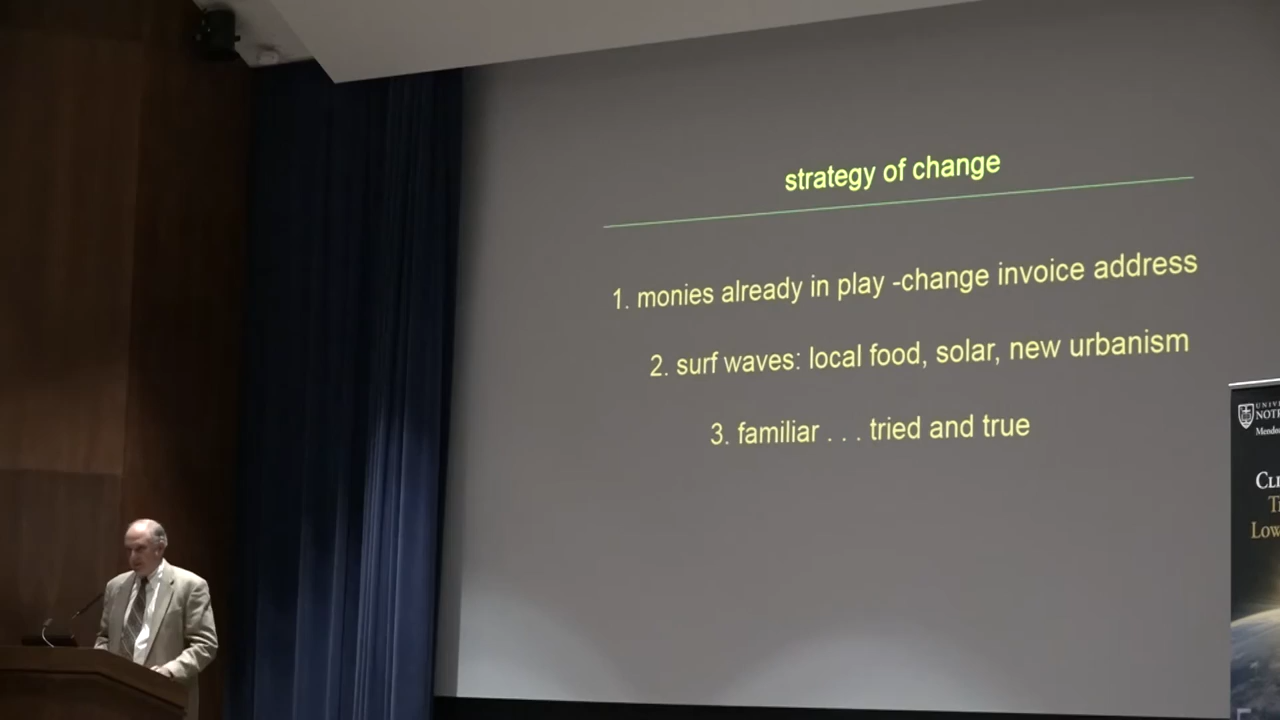 strategy of change
1. monies already in play -change invoice address
2. surf waves: local food, solar, new urbanism
3. familiar . . . tried and true